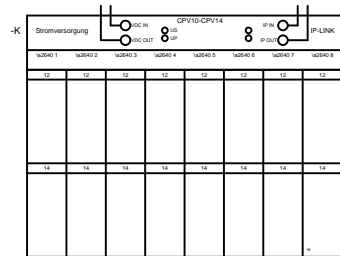 CPV10-CPV14
-K Stromversorgung VDC IN US IP IN IP-LINK
VDC OUT UP IP OUT
\a2640 1 \a2640 2 \a2640 3 \a2640 4 \a2640 5 \a2640 6 \a2640 7 \a2640 8
12 12 12 12 12 12 12 12
14 14 14 14 14 14 14 14